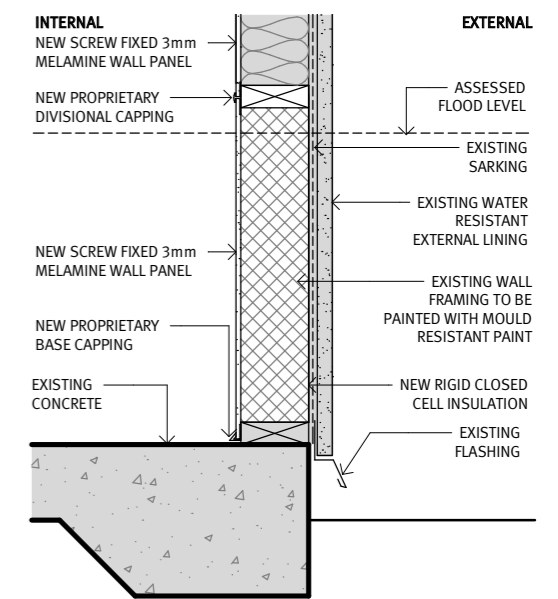 INTERNAL
NEW SCREW FIXED 3mm
MELAMINE WALL PANEL
NEW PROPRIETARY
DIVISIONAL CAPPING
NEW SCREW FIXED 3mm
MELAMINE WALL PANEL
NEW PROPRIETARY
BASE CAPPING
EXISTING
CONCRETE
EXTERNAL
ASSESSED
FLOOD LEVEL
EXISTING
SARKING
EXISTING WATER
RESISTANT
EXTERNAL LINING
EXISTING WALL
FRAMING TO BE
PAINTED WITH MOULD
RESISTANT PAINT
NEW RIGID CLOSED
CELL INSULATION
EXISTING
FLASHING